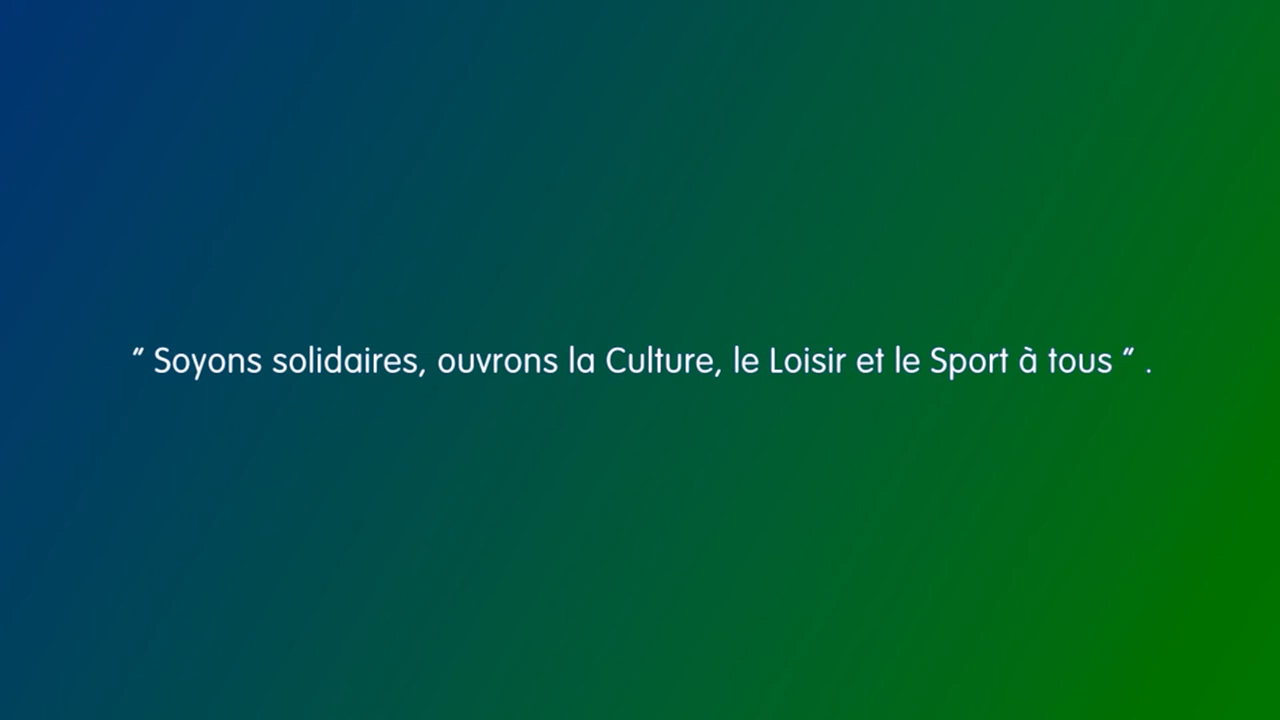 “ Soyons solidaires, ouvrons la Culture, le Loisir et le Sport à tous “ .